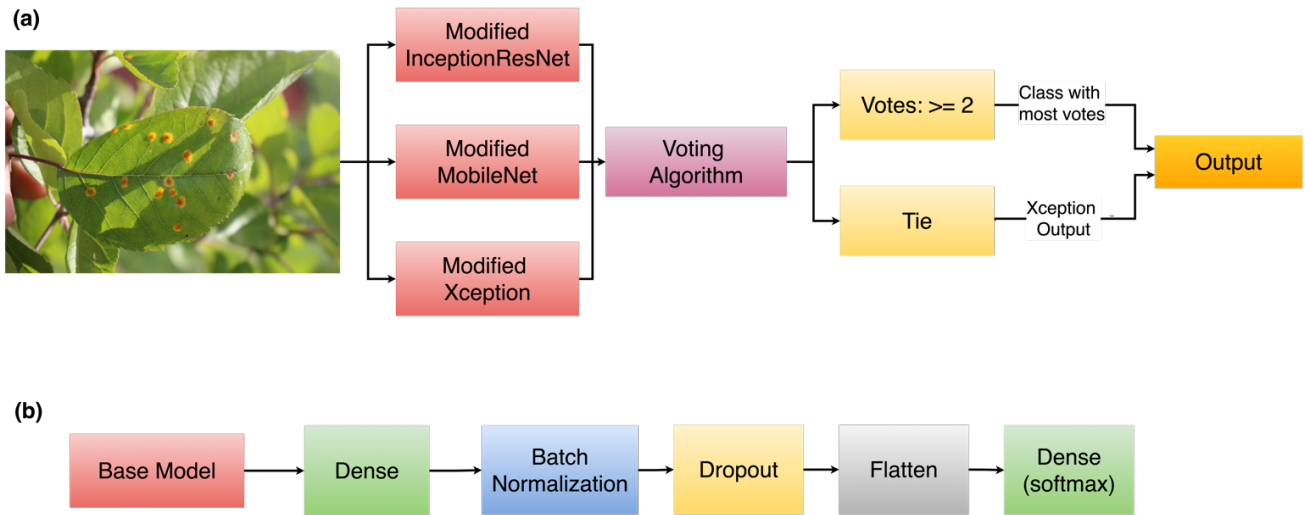 (a)
Modified
InceptionResNet
Modified
MobileNet
Modified
Xception
Voting
Algorithm
Votes: >= 2
Class with
most votes
Tie
Xception
Output
Output
(b)
Base Model
Dense
Batch
Normalization
Dropout
Flatten
Dense
(softmax)